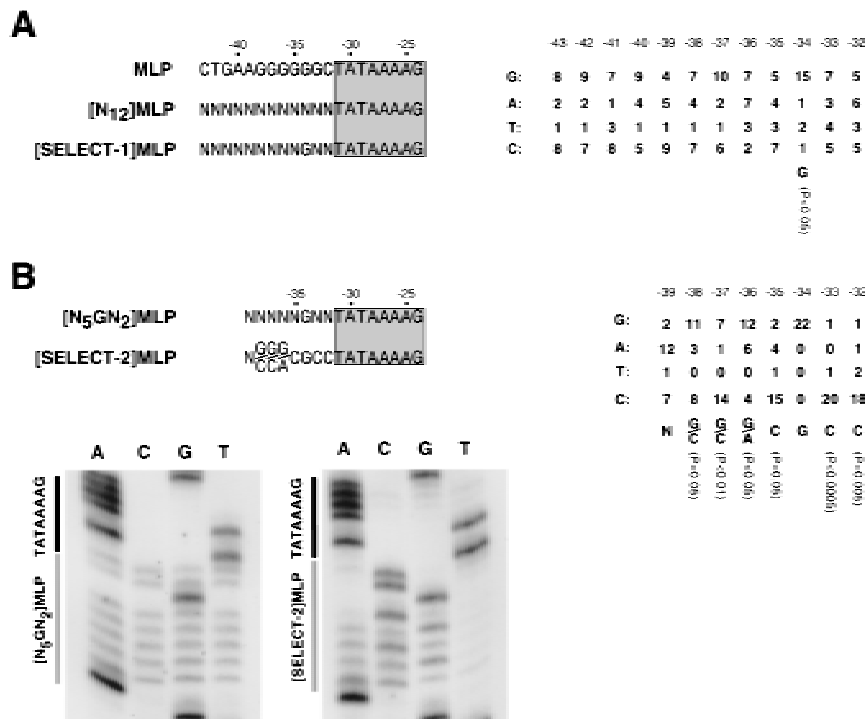 A
-40 -35 -30 -25
MLP CTGAAGGGGGGCTATAAAAG
[N12]MLP NNNNNNNNNNNNTATAAAAG
[SELECT-1]MLP NNNNNNNNNGNNTATAAAAG
-43 -42 -41 -40 -39 -38 -37 -36 -35 -34 -33 -32
G: 8 9 7 9 4 7 10 7 5 15 7 5
A: 2 2 1 4 5 4 2 7 4 1 3 6
T: 1 1 3 1 1 1 1 3 3 2 4 3
C: 8 7 8 5 9 7 6 2 7 1 5 5
G
B
-35 -30 -25
[N5GN2]MLP NNNNNGNNTATAAAAG
[SELECT-2]MLP N GGG CGCCTATAAAAG
CCA
-39 -38 -37 -36 -35 -34 -33 -32
G: 2 11 7 12 2 22 1 1
A: 12 3 1 6 4 0 0 1
T: 1 0 0 0 1 0 1 2
C: 7 8 14 4 15 0 20 18
N G/C G/C G/A C G C C
A C G T
TATAAAAG
[N5GN2]MLP
A C G T
TATAAAAG
[SELECT-2]MLP